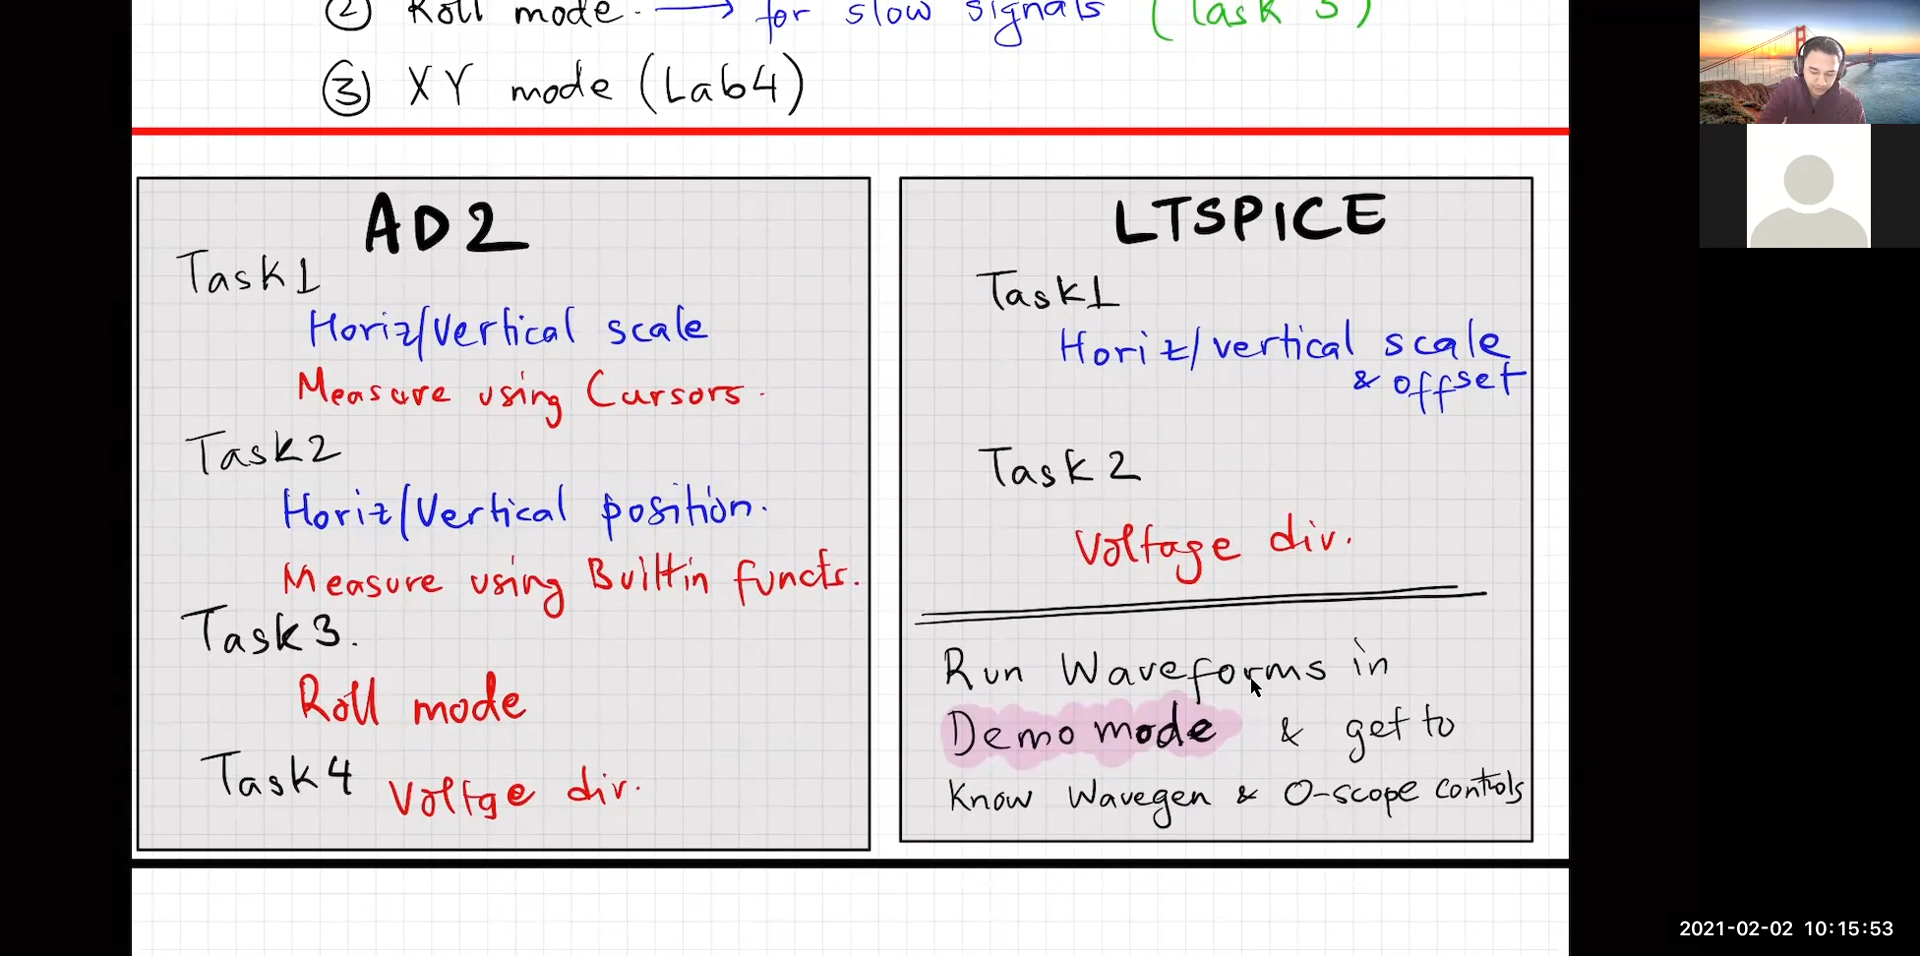 ② Roll mode. → for slow signals (Task 3)
③ XY mode (Lab4)
AD2
Task1
Horiz/Vertical scale
Measure using Cursors.
Task2
Horiz/Vertical position.
Measure using Builtin functs.
Task3.
Roll mode
Task4 Voltge div.
LTSPICE
Task1
Horiz/vertical scale
& offset
Task2
Voltage div.
Run Waveforms in
Demo mode & get to
Know Wavegen & O-scope controls
2021-02-02 10:15:53